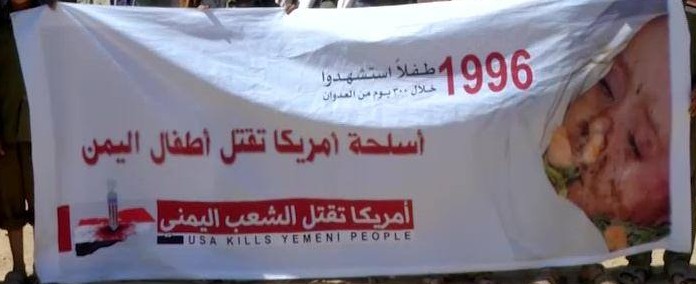 1996 طفلاً استشهدوا
خلال ٣٠٠ يوم من العدوان
أسلحة أمريكا تقتل أطفال اليمن
أمريكا تقتل الشعب اليمني
USA KILLS YEMENI PEOPLE